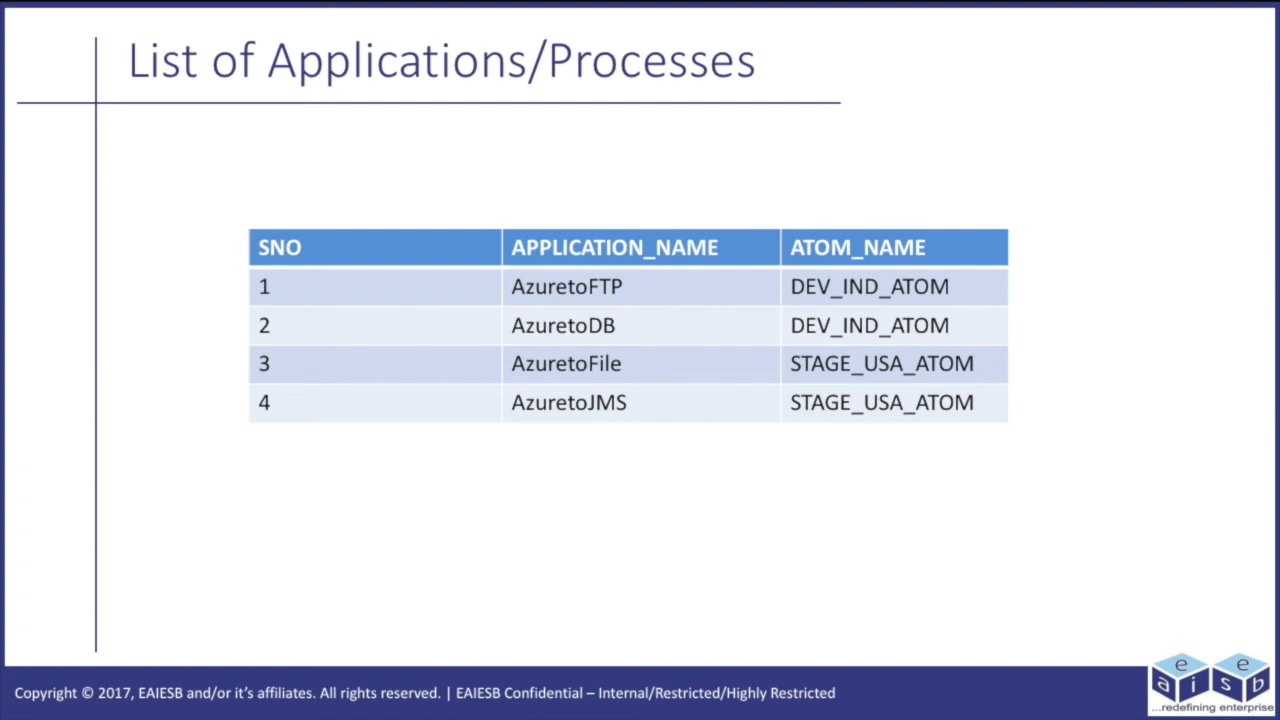 List of Applications/Processes
SNO APPLICATION_NAME ATOM_NAME
1 AzuretoFTP DEV_IND_ATOM
2 AzuretoDB DEV_IND_ATOM
3 AzuretoFile STAGE_USA_ATOM
4 AzuretoJMS STAGE_USA_ATOM
Copyright © 2017, EAIESB and/or it's affiliates. All rights reserved. | EAIESB Confidential – Internal/Restricted/Highly Restricted
e e
a i s b
...redefining enterprise